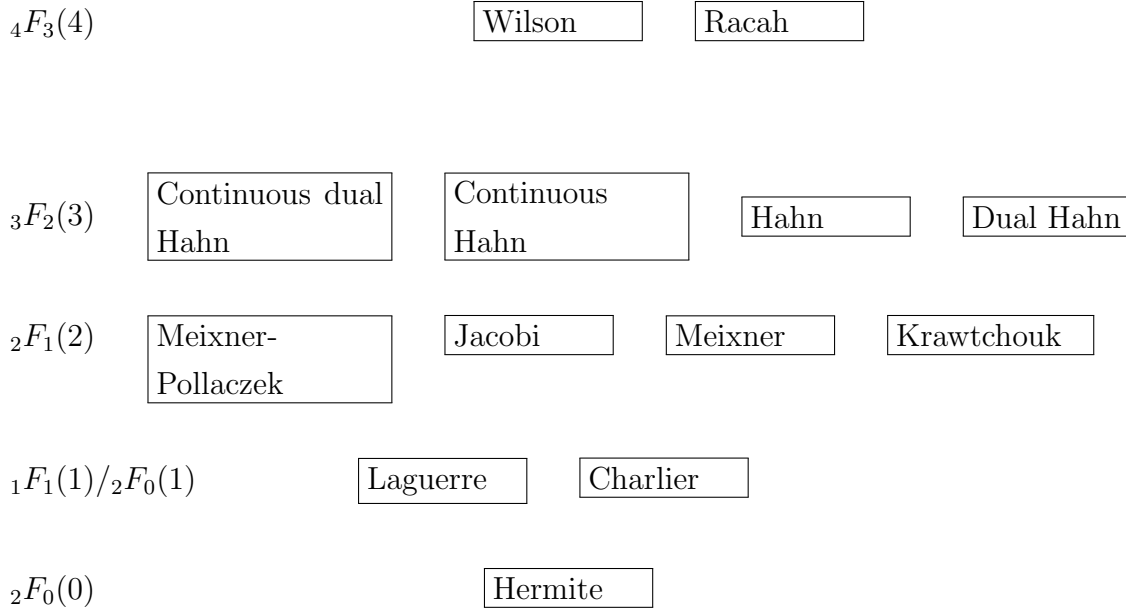 ₄F₃(4) Wilson Racah
Continuous dual Continuous
₃F₂(3) Hahn Dual Hahn
Hahn Hahn
₂F₁(2) Meixner- Jacobi Meixner Krawtchouk
Pollaczek
₁F₁(1)/₂F₀(1) Laguerre Charlier
₂F₀(0) Hermite